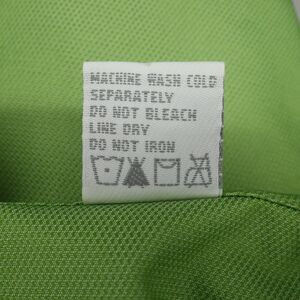 MACHINE WASH COLD
SEPARATELY
DO NOT BLEACH
LINE DRY
DO NOT IRON